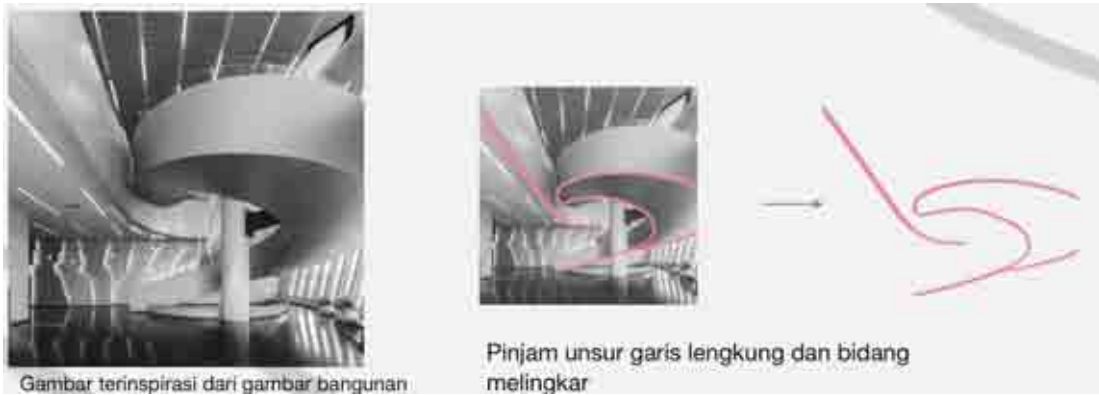 Gambar terinspirasi dari gambar bangunan
Pinjam unsur garis lengkung dan bidang
melingkar